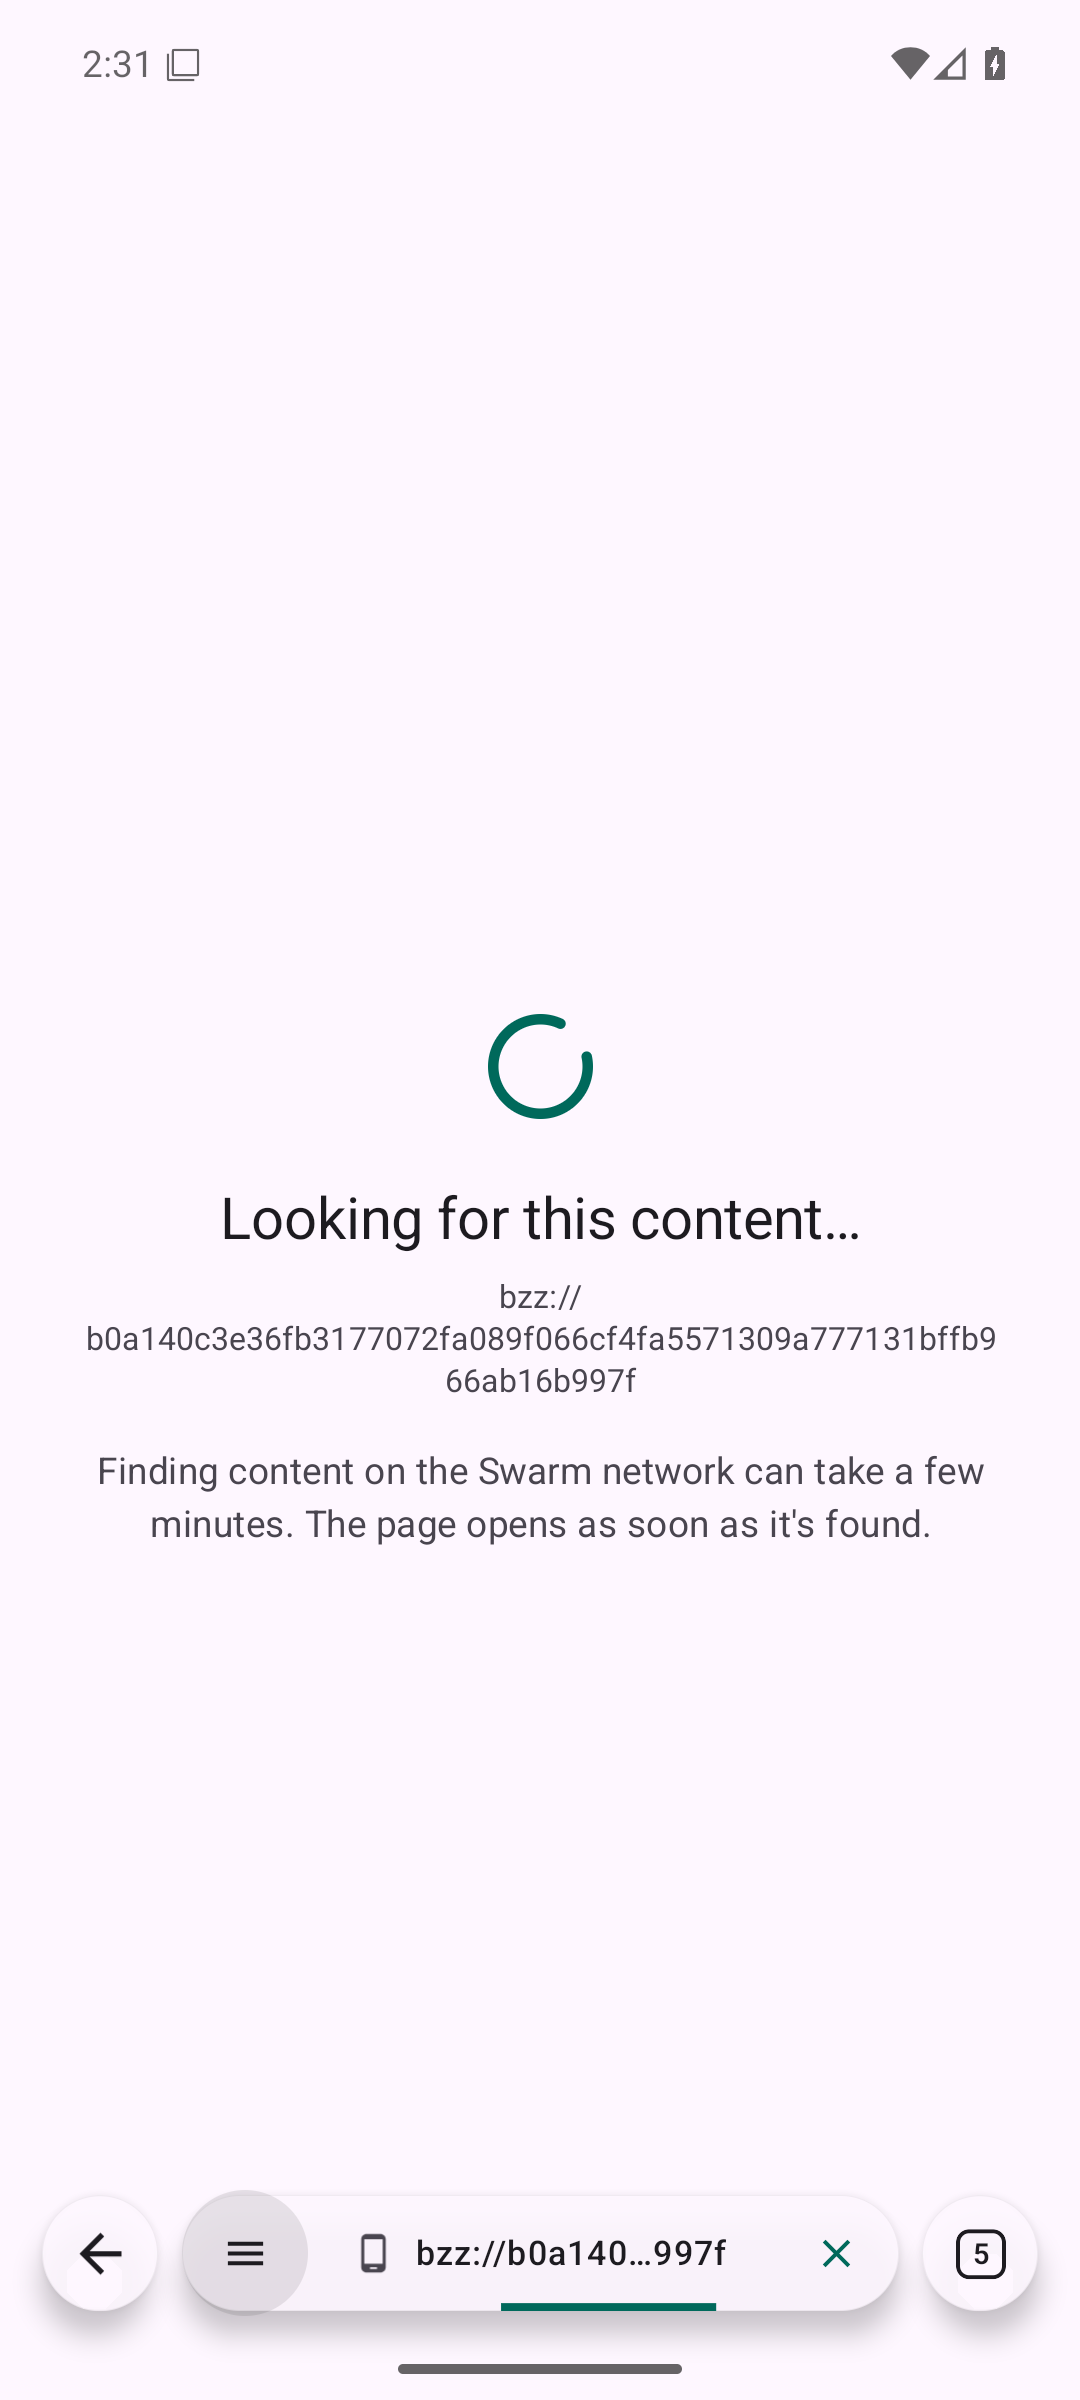 2:31
Looking for this content...
bzz://
b0a140c3e36fb3177072fa089f066cf4fa5571309a777131bffb9
66ab16b997f
Finding content on the Swarm network can take a few
minutes. The page opens as soon as it's found.
bzz://b0a140...997f
5